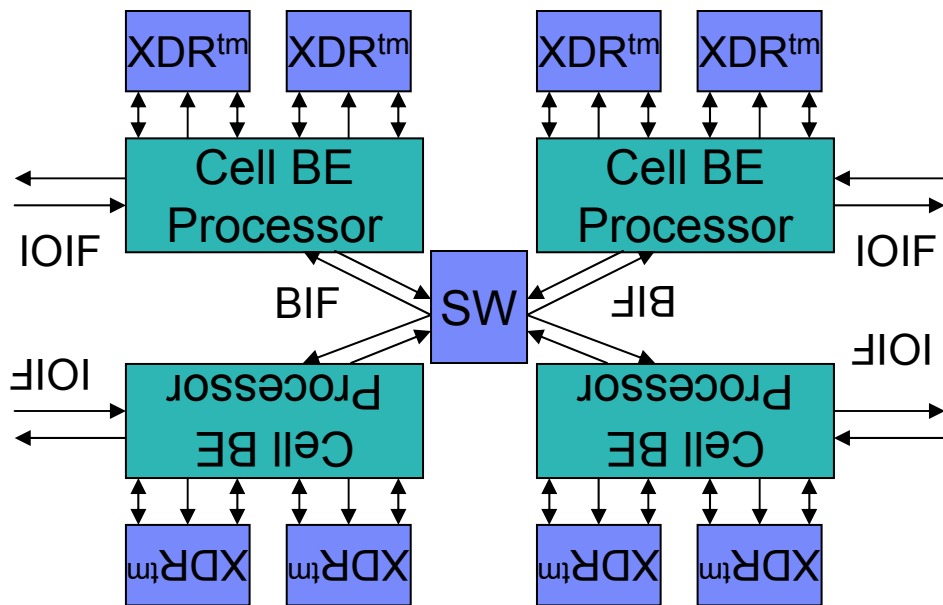 XDRtm XDRtm XDRtm XDRtm
Cell BE
Processor
Cell BE
Processor
IOIF
IOIF
BIF
SW
BIF
IOIF
IOIF
Cell BE
Processor
Cell BE
Processor
XDRtm XDRtm XDRtm XDRtm